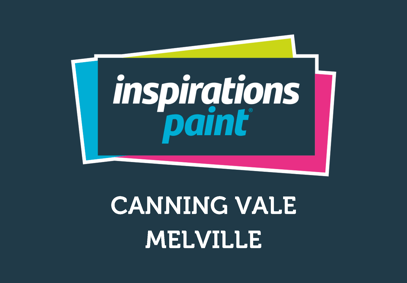 inspirations
paint
CANNING VALE
MELVILLE